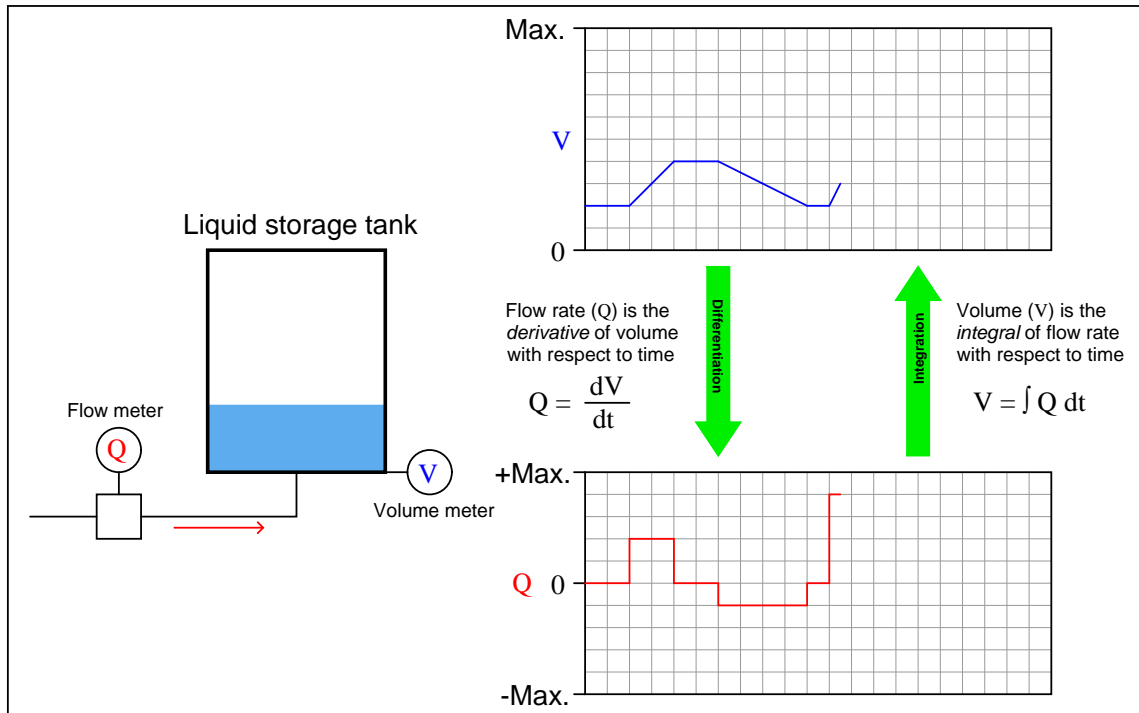 Max.
V
0
Liquid storage tank
Flow meter
Q
V
Volume meter
Flow rate (Q) is the
derivative of volume
with respect to time
Q = dV
dt
Differentiation
Integration
Volume (V) is the
integral of flow rate
with respect to time
V = ∫ Q dt
+Max.
Q 0
-Max.